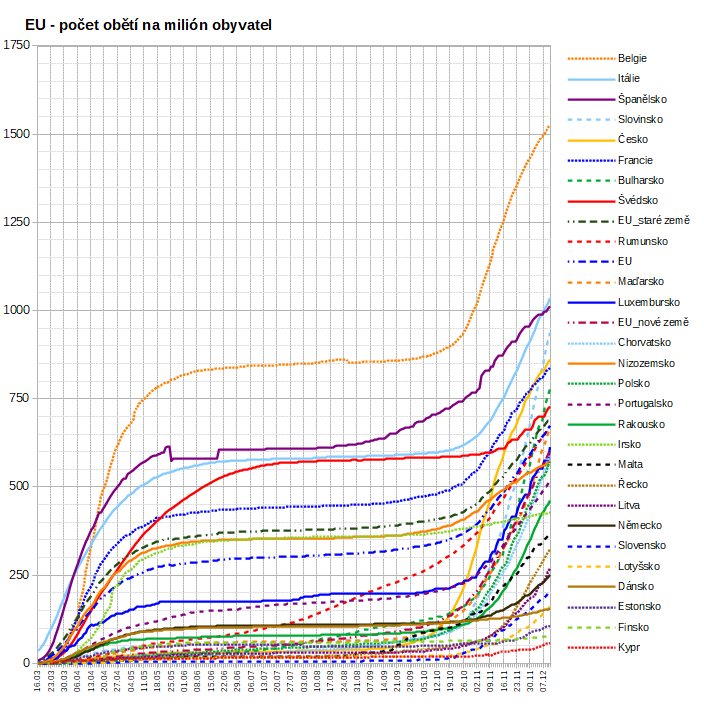 EU - počet obětí na milión obyvatel
1750
1500
1250
1000
750
500
250
0
16.03
23.03
30.03
06.04
13.04
20.04
27.04
04.05
11.05
18.05
25.05
01.06
08.06
15.06
22.06
29.06
06.07
13.07
20.07
27.07
03.08
10.08
17.08
24.08
31.08
07.09
14.09
21.09
28.09
05.10
12.10
19.10
26.10
02.11
09.11
16.11
23.11
30.11
07.12
Belgie
Itálie
Španělsko
Slovinsko
Česko
Francie
Bulharsko
Švédsko
EU_staré země
Rumunsko
EU
Maďarsko
Luxembursko
EU_nové země
Chorvatsko
Nizozemsko
Polsko
Portugalsko
Rakousko
Irsko
Malta
Řecko
Litva
Německo
Slovensko
Lotyšsko
Dánsko
Estonsko
Finsko
Kypr